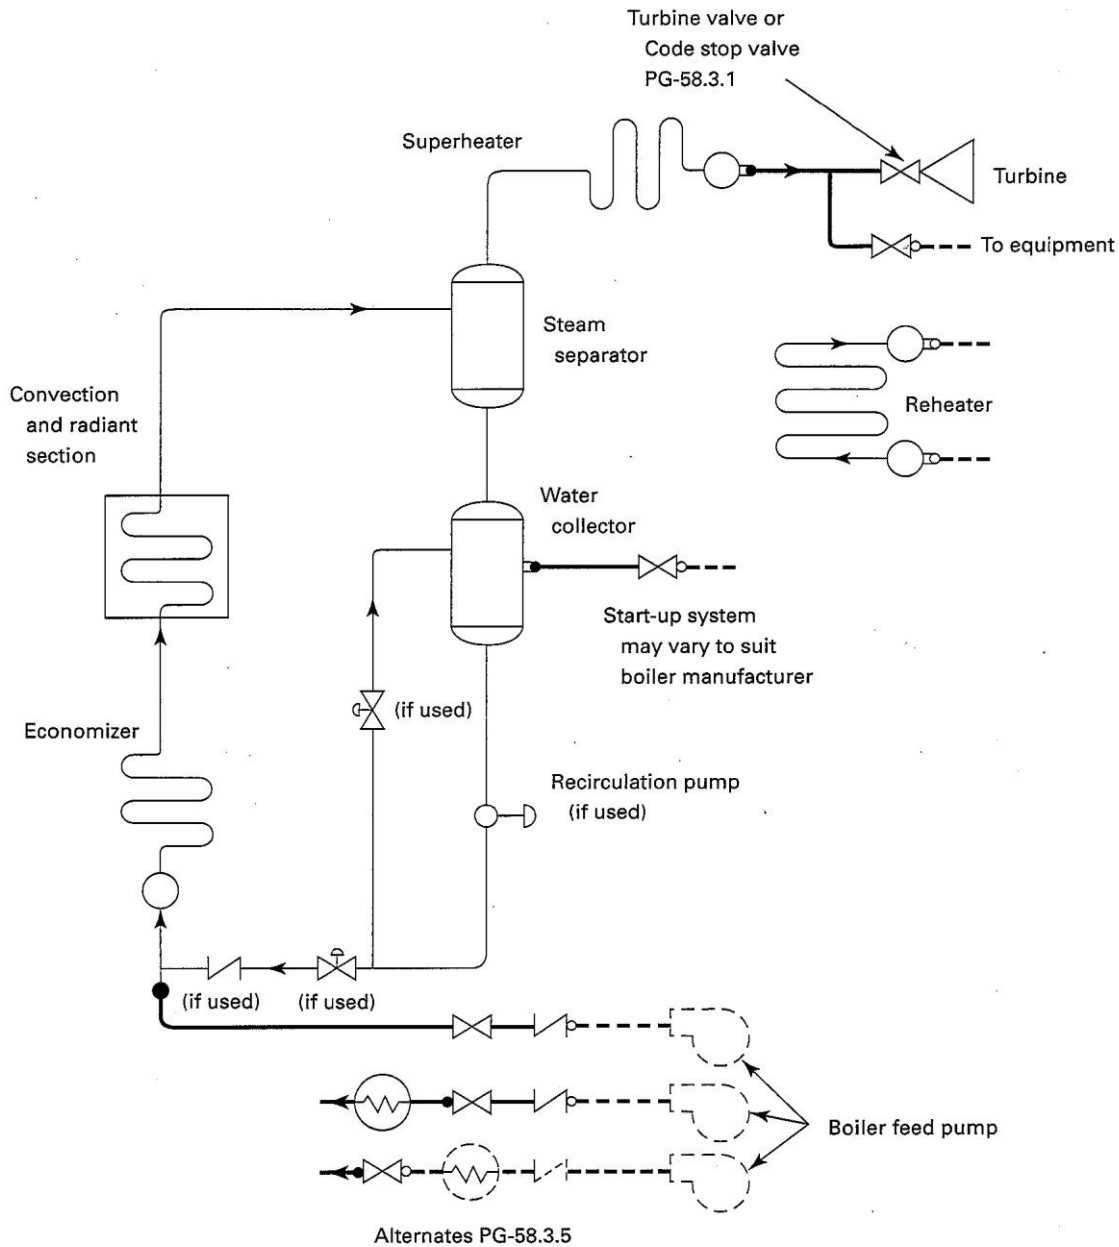 Turbine valve or
Code stop valve
PG-58.3.1
Superheater
Turbine
To equipment
Steam
separator
Convection
and radiant
section
Reheater
Water
collector
Start-up system
may vary to suit
boiler manufacturer
(if used)
Economizer
Recirculation pump
(if used)
(if used)
(if used)
Boiler feed pump
Alternates PG-58.3.5